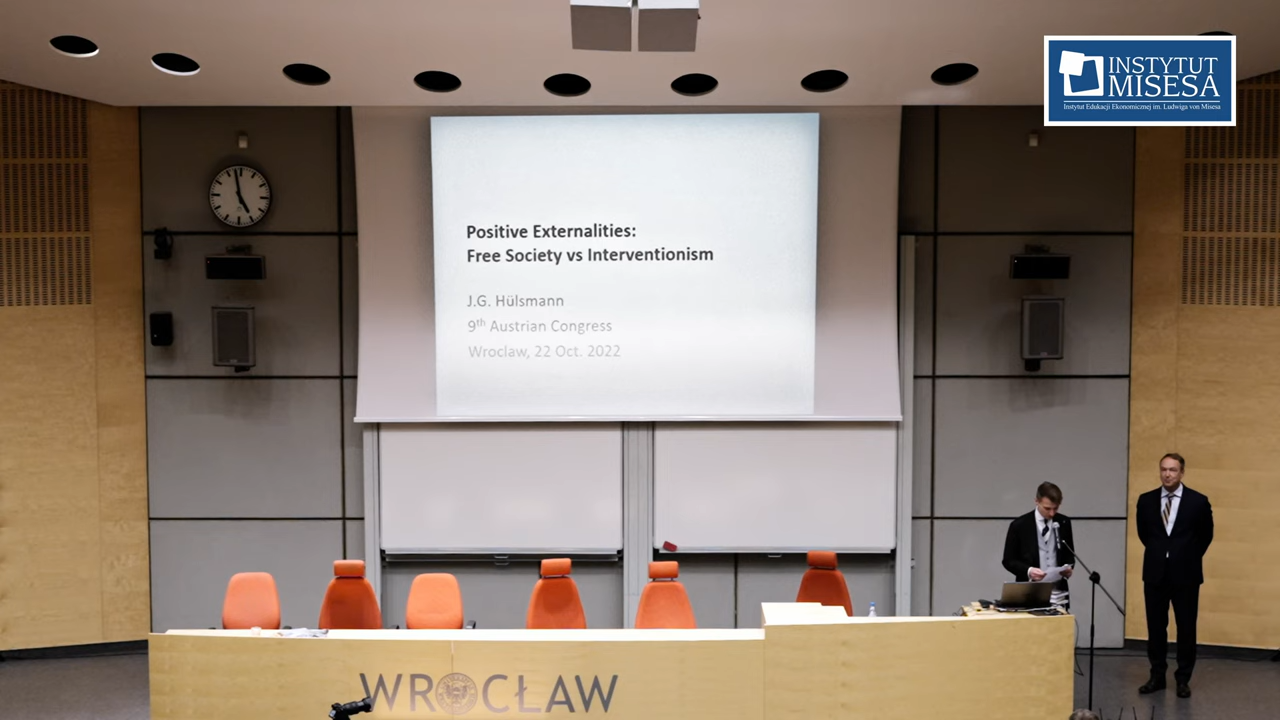 INSTYTUT
MISESA
Instytut Edukacji Ekonomicznej im. Ludwiga von Misesa
Positive Externalities:
Free Society vs Interventionism
J.G. Hülsmann
9th Austrian Congress
Wroclaw, 22 Oct. 2022
WROCŁAW